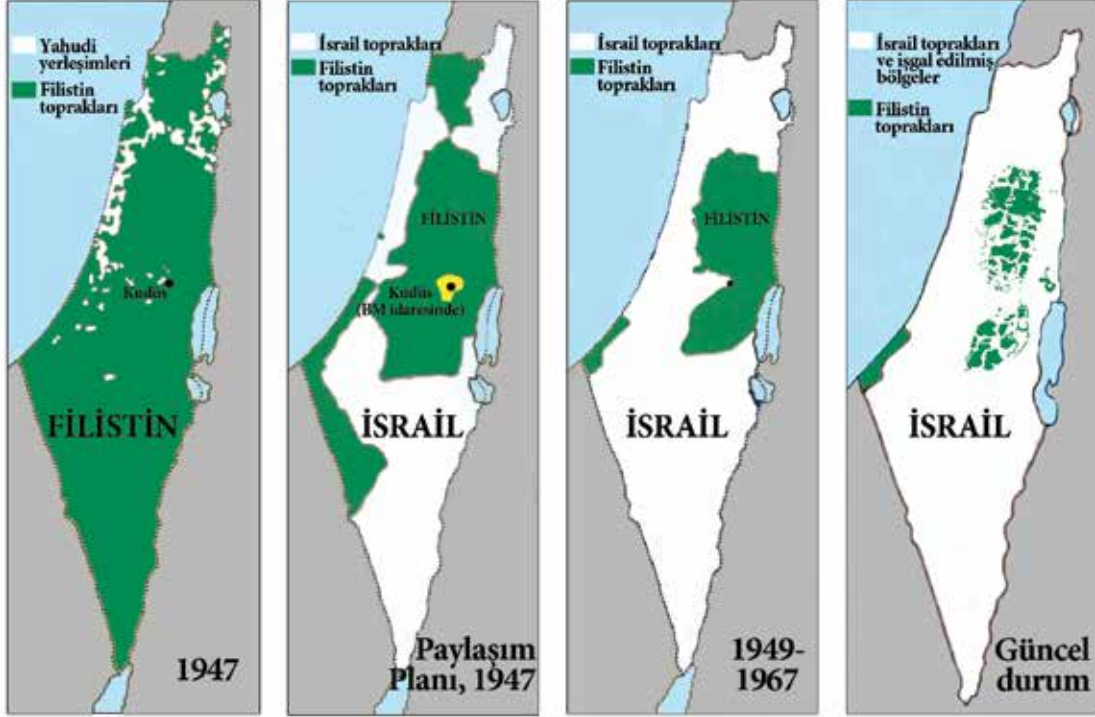 Yahudi
yerleşimleri
Filistin
toprakları
Kudüs
FİLİSTİN
1947
İsrail toprakları
Filistin
toprakları
FİLİSTİN
Kudüs
(BM idaresinde)
İSRAİL
Paylaşım
Planı, 1947
İsrail toprakları
Filistin
toprakları
FİLİSTİN
İSRAİL
1949-
1967
İsrail toprakları
ve işgal edilmiş
bölgeler
Filistin
toprakları
İSRAİL
Güncel
durum